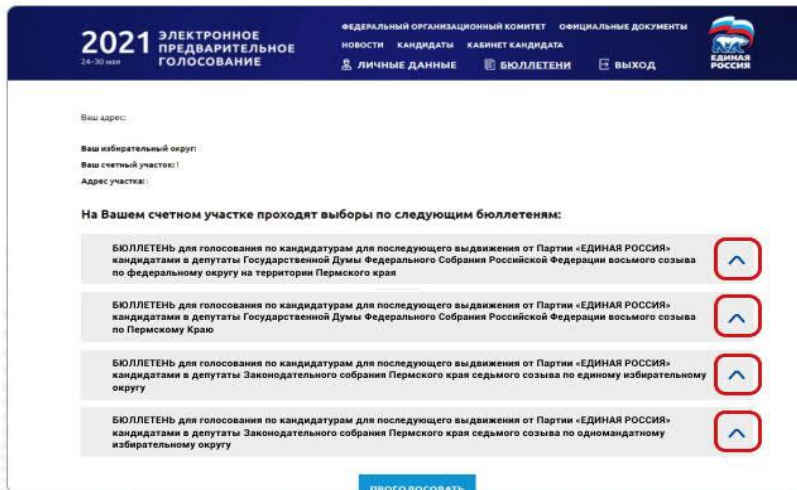 2021 ЭЛЕКТРОННОЕ
ПРЕДВАРИТЕЛЬНОЕ
ГОЛОСОВАНИЕ
24–30 мая
ФЕДЕРАЛЬНЫЙ ОРГАНИЗАЦИОННЫЙ КОМИТЕТ ОФИЦИАЛЬНЫЕ ДОКУМЕНТЫ
НОВОСТИ КАНДИДАТЫ КАБИНЕТ КАНДИДАТА
ЛИЧНЫЕ ДАННЫЕ БЮЛЛЕТЕНИ ВЫХОД
ЕДИНАЯ
РОССИЯ
Ваш адрес:
Ваш избирательный округ:
Ваш счетный участок:
Адрес участка:
На Вашем счетном участке проходят выборы по следующим бюллетеням:
БЮЛЛЕТЕНЬ для голосования по кандидатурам для последующего выдвижения от Партии «ЕДИНАЯ РОССИЯ»
кандидатами в депутаты Государственной Думы Федерального Собрания Российской Федерации восьмого созыва
по федеральному округу на территории Пермского края
БЮЛЛЕТЕНЬ для голосования по кандидатурам для последующего выдвижения от Партии «ЕДИНАЯ РОССИЯ»
кандидатами в депутаты Государственной Думы Федерального Собрания Российской Федерации восьмого созыва
по Пермскому Краю
БЮЛЛЕТЕНЬ для голосования по кандидатурам для последующего выдвижения от Партии «ЕДИНАЯ РОССИЯ»
кандидатами в депутаты Законодательного собрания Пермского края седьмого созыва по единому избирательному
округу
БЮЛЛЕТЕНЬ для голосования по кандидатурам для последующего выдвижения от Партии «ЕДИНАЯ РОССИЯ»
кандидатами в депутаты Законодательного собрания Пермского края седьмого созыва по одномандатному
избирательному округу
ПРОГОЛОСОВАТЬ